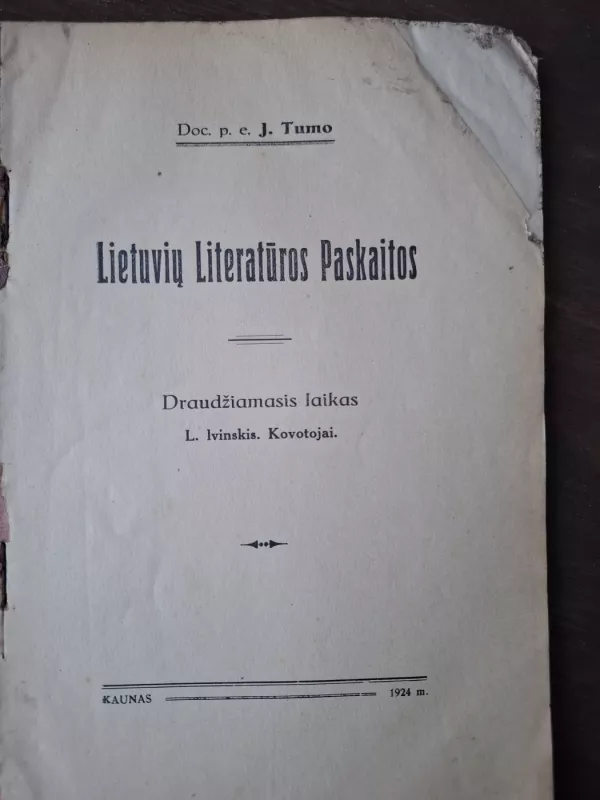 Doc. p. e. J. Tumo
Lietuvių Literatūros Paskaitos
Draudžiamasis laikas
L. Ivinskis. Kovotojai.
KAUNAS 1924 m.